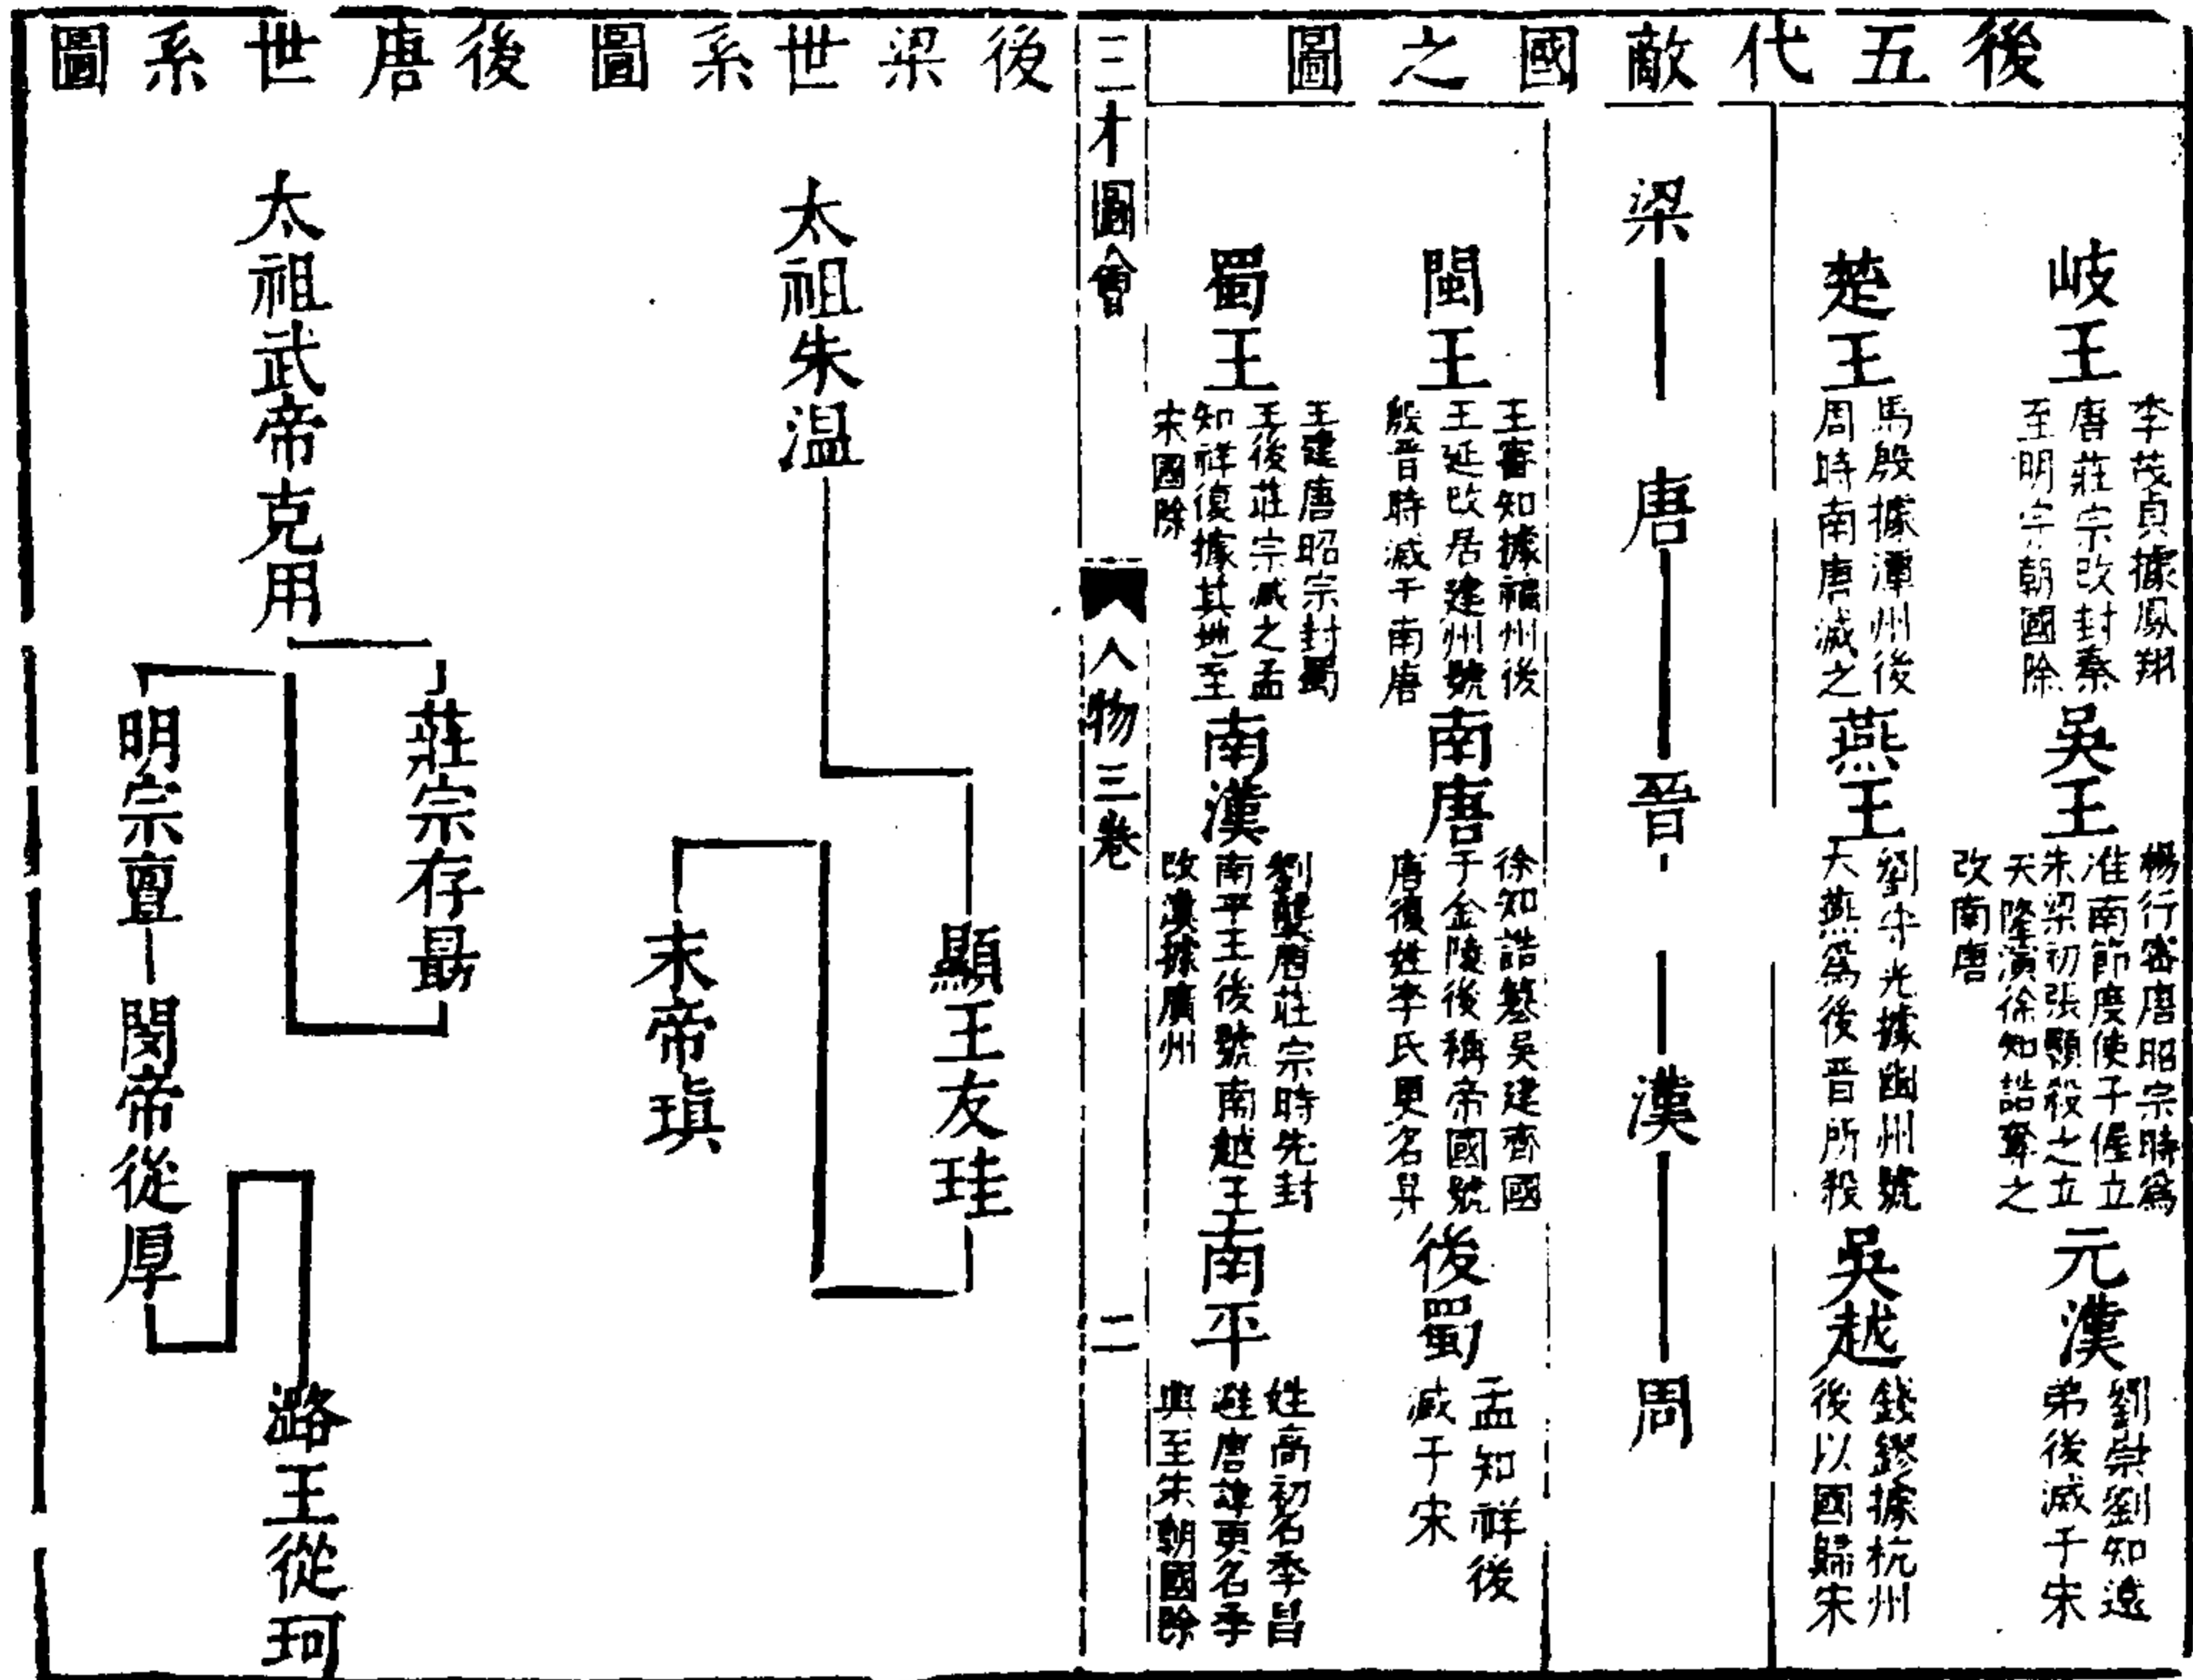 後五代敵國之圖
岐王
李茂貞據鳳翔
唐莊宗改封秦
至明宗朝國除
吳王
楊行密唐昭宗時爲
淮南節度使子偓立
朱梁初張顥殺之立
天隆演徐知誥奪之
改南唐
元漢
劉崇劉知遠
弟後滅于宋
楚王
馬殷據潭州後
周時南唐滅之
燕王
劉守光據幽州號
大燕爲後晉所殺
吳越
錢鏐據杭州
後以國歸宋
梁
唐
晉
漢
周
閩王
王審知據福州後
王延改居建州號
殷晉時滅于南唐
南唐
徐知誥簒吳建齊國
于金陵後稱帝國號
唐復姓李氏更名昇
後蜀
孟知祥後
滅于宋
蜀王
王建唐昭宗封蜀
王後莊宗滅之孟
知祥復據其地至
宋國除
南漢
劉龑唐莊宗時先封
南平王後號南越王
改漢據廣州
南平
姓高初名季昌
避唐諱更名季
興至宋朝國除
三才圖會
人物三卷
二
後梁世系圖
太祖朱温
顯王友珪
末帝瑱
後唐世系圖
太祖武帝克用
莊宗存勗
明宗亶
閔帝從厚
潞王從珂